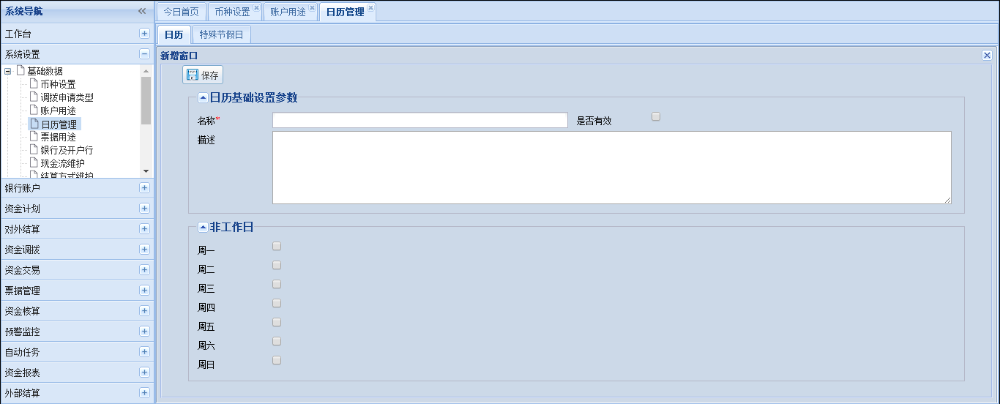 系统导航
今日首页
币种设置
账户用途
日历管理
工作台
系统设置
基础数据
币种设置
调拨申请类型
账户用途
日历管理
票据用途
银行及开户行
现金流维护
结算方式维护
银行账户
资金计划
对外结算
资金调拨
资金交易
票据管理
资金核算
预警监控
自动任务
资金报表
外部结算
日历
特殊节假日
新增窗口
保存
日历基础设置参数
名称*
是否有效
描述
非工作日
周一
周二
周三
周四
周五
周六
周日